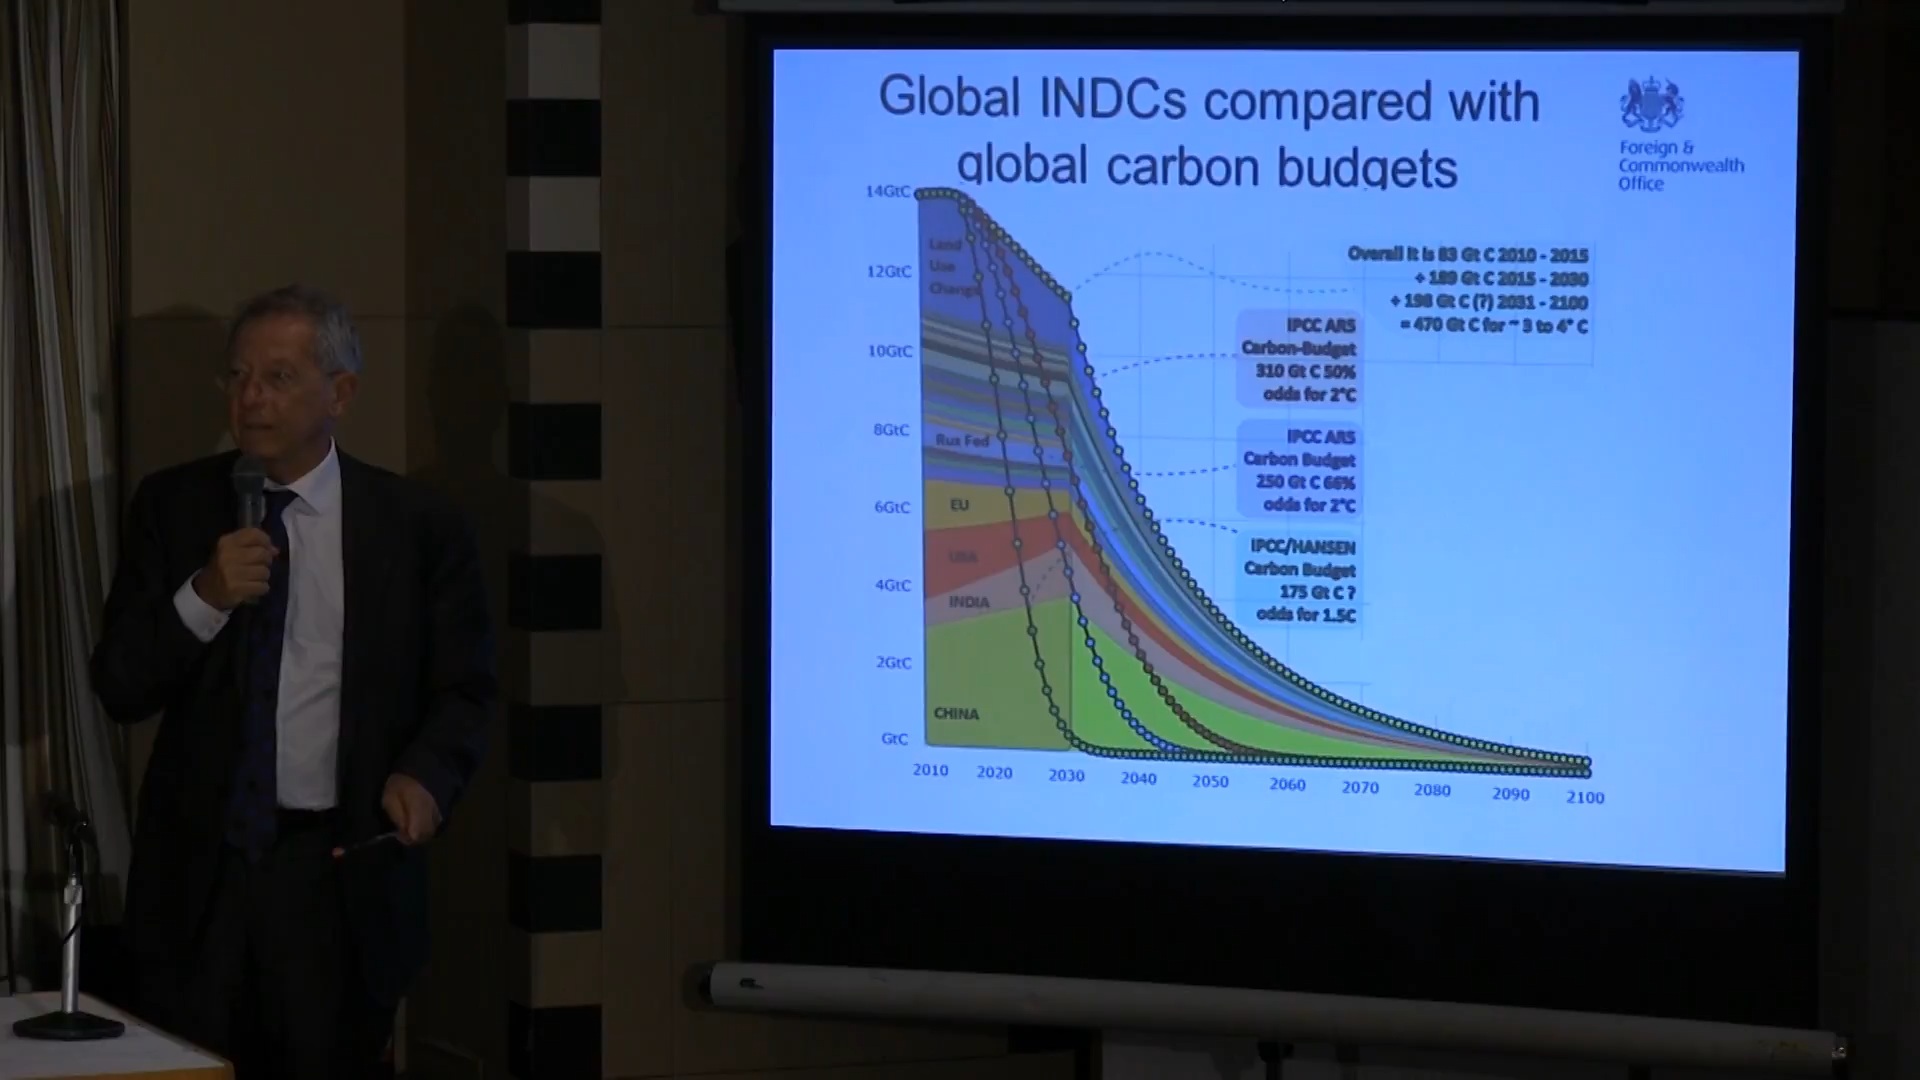 Global INDCs compared with
global carbon budgets
Foreign &
Commonwealth
Office
14GtC
12GtC
10GtC
8GtC
6GtC
4GtC
2GtC
GtC
Land
Use
Change
Rus Fed
EU
USA
INDIA
CHINA
Overall it is 83 Gt C 2010 - 2015
+ 189 Gt C 2015 - 2030
+ 198 Gt C (?) 2031 - 2100
= 470 Gt C for ~ 3 to 4° C
IPCC AR5
Carbon-Budget
310 Gt C 50%
odds for 2°C
IPCC AR5
Carbon Budget
250 Gt C 66%
odds for 2°C
IPCC/HANSEN
Carbon Budget
175 Gt C ?
odds for 1.5C
2010 2020 2030 2040 2050 2060 2070 2080 2090 2100